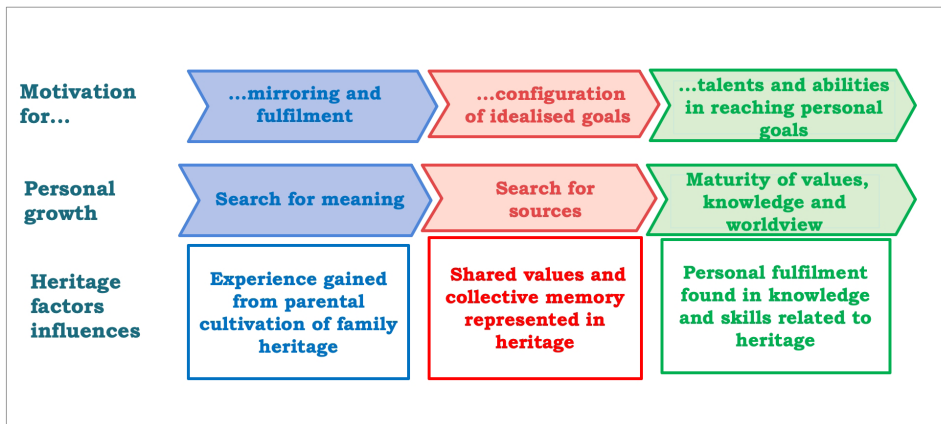 Motivation
for...
...mirroring and
fulfilment
...configuration
of idealised goals
...talents and abilities
in reaching personal
goals
Personal
growth
Search for meaning
Search for
sources
Maturity of values,
knowledge and
worldview
Heritage
factors
influences
Experience gained
from parental
cultivation of family
heritage
Shared values and
collective memory
represented in
heritage
Personal fulfilment
found in knowledge
and skills related to
heritage